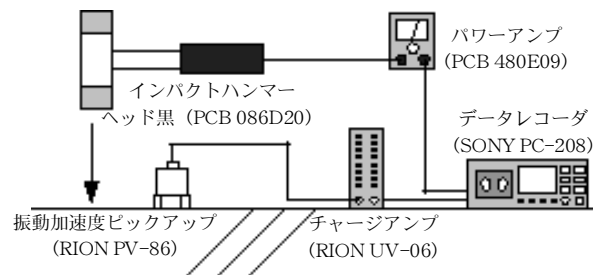 パワーアンプ
(PCB 480E09)
インパクトハンマー
ヘッド黒 (PCB 086D20)
データレコーダ
(SONY PC-208)
振動加速度ピックアップ
(RION PV-86)
チャージアンプ
(RION UV-06)